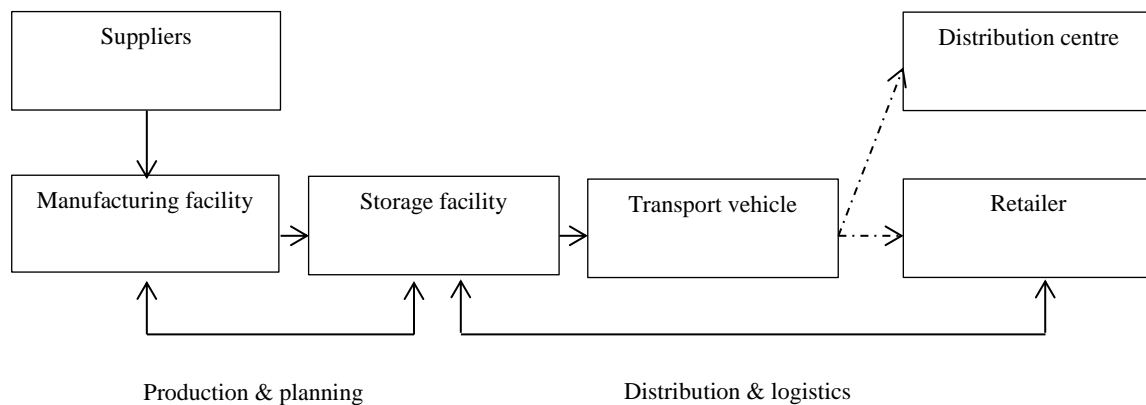 Suppliers
Distribution centre
Manufacturing facility
Storage facility
Transport vehicle
Retailer
Production & planning
Distribution & logistics